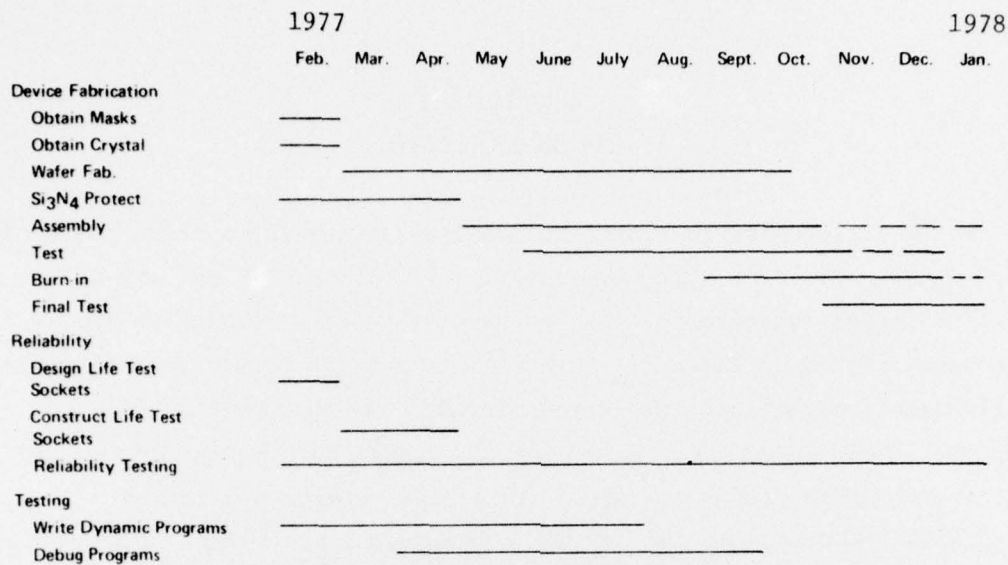 1977 1978
Feb. Mar. Apr. May June July Aug. Sept. Oct. Nov. Dec. Jan.
Device Fabrication
Obtain Masks
Obtain Crystal
Wafer Fab.
Si3N4 Protect
Assembly
Test
Burn-in
Final Test
Reliability
Design Life Test
Sockets
Construct Life Test
Sockets
Reliability Testing
Testing
Write Dynamic Programs
Debug Programs